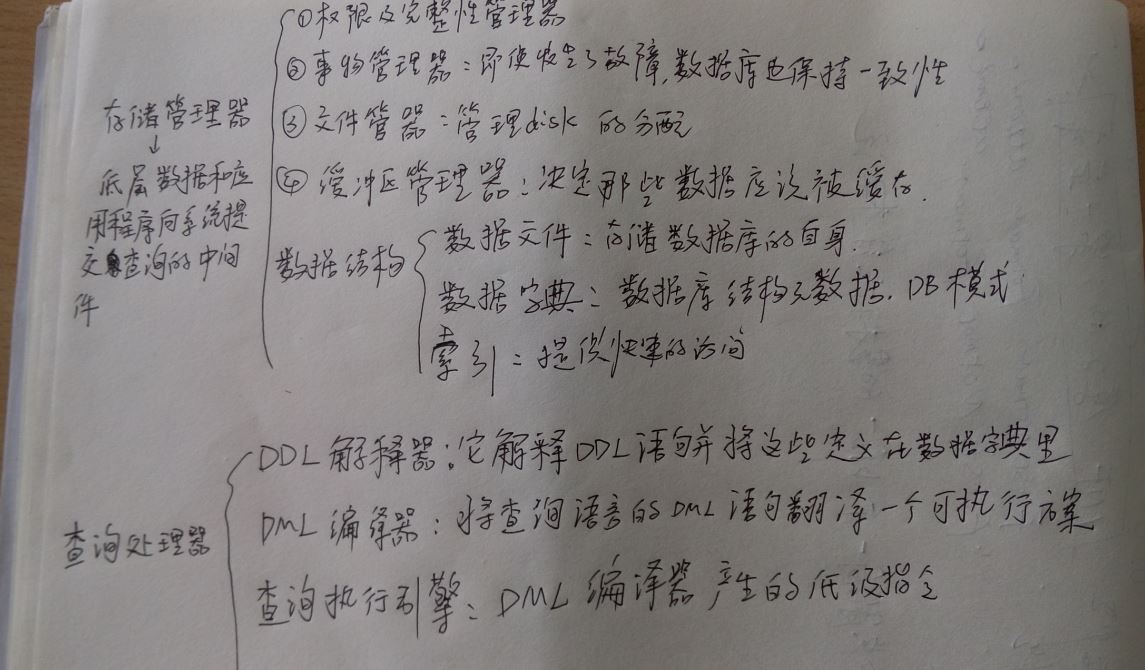 ①权限及完整性管理器
②事物管理器：即使发生了故障，数据库也保持一致性
存储管理器
↓
低层数据和应
用程序向系统提
交查询的中间
件
③文件管器：管理disk 的分配
④缓冲区管理器：决定那些数据应该被缓存.
数据结构
数据文件：存储数据库的自身.
数据字典：数据库结构元数据. DB模式
索引：提供快速的访问
查询处理器
DDL解释器：它解释DDL语句并将这些定义在数据字典里
DML编译器：将查询语言的DML语句翻译一个可执行方案
查询执行引擎：DML编译器产生的低级指令